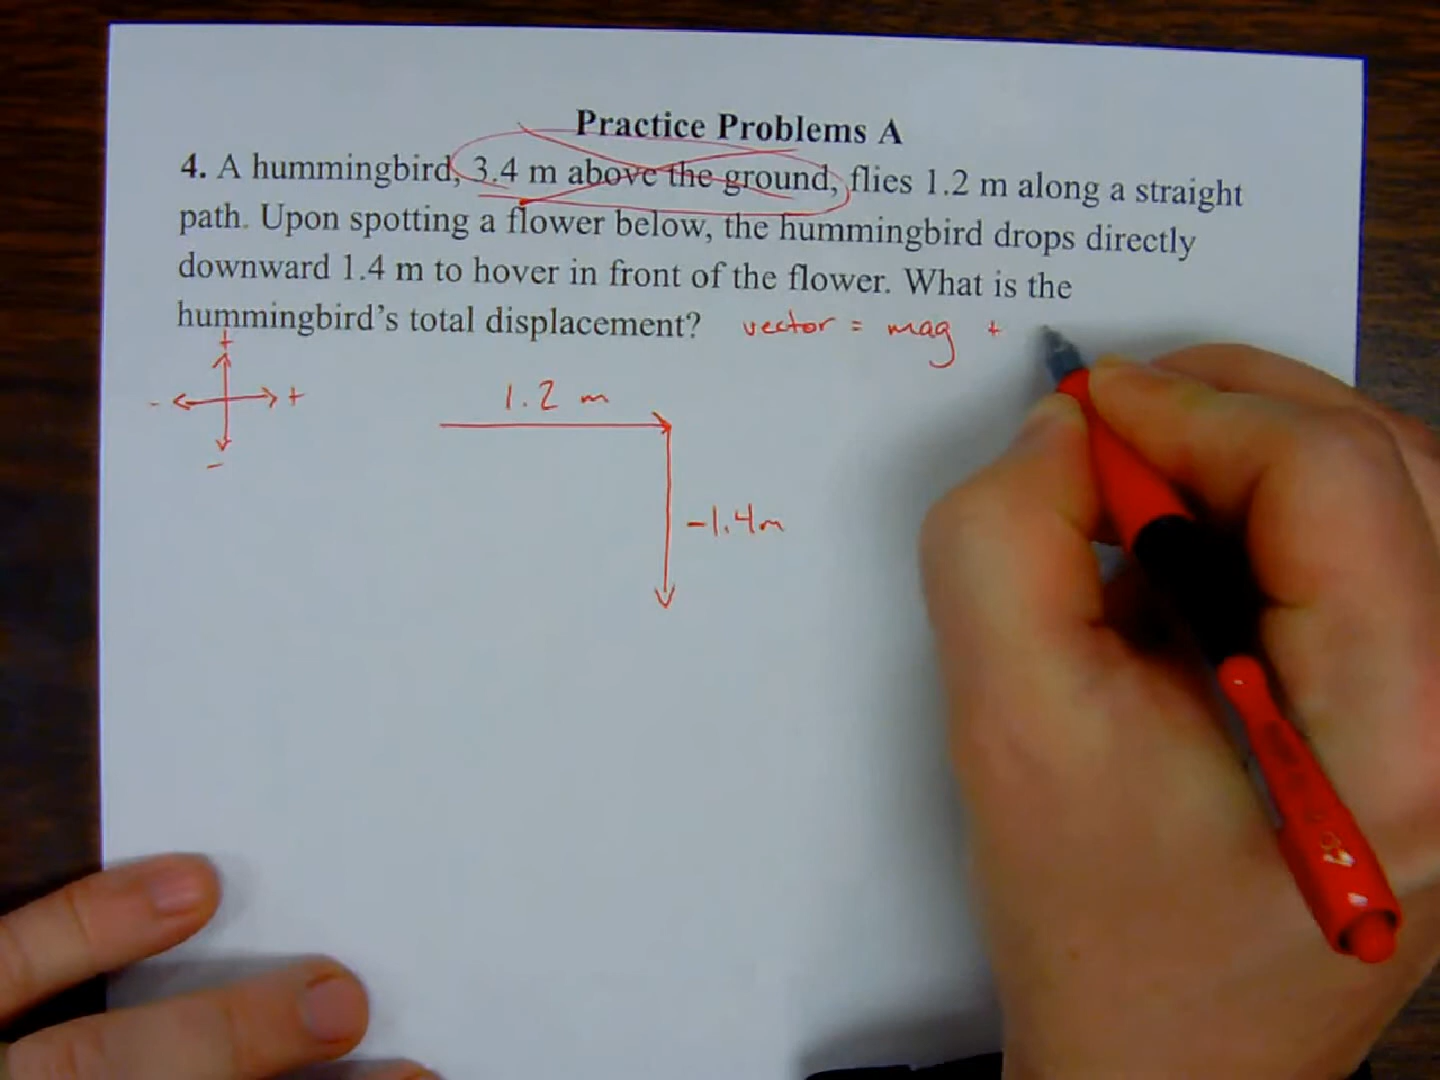 Practice Problems A
4. A hummingbird, 3.4 m above the ground, flies 1.2 m along a straight
path. Upon spotting a flower below, the hummingbird drops directly
downward 1.4 m to hover in front of the flower. What is the
hummingbird's total displacement? vector = mag +
+
- +
-
1.2 m
-1.4m